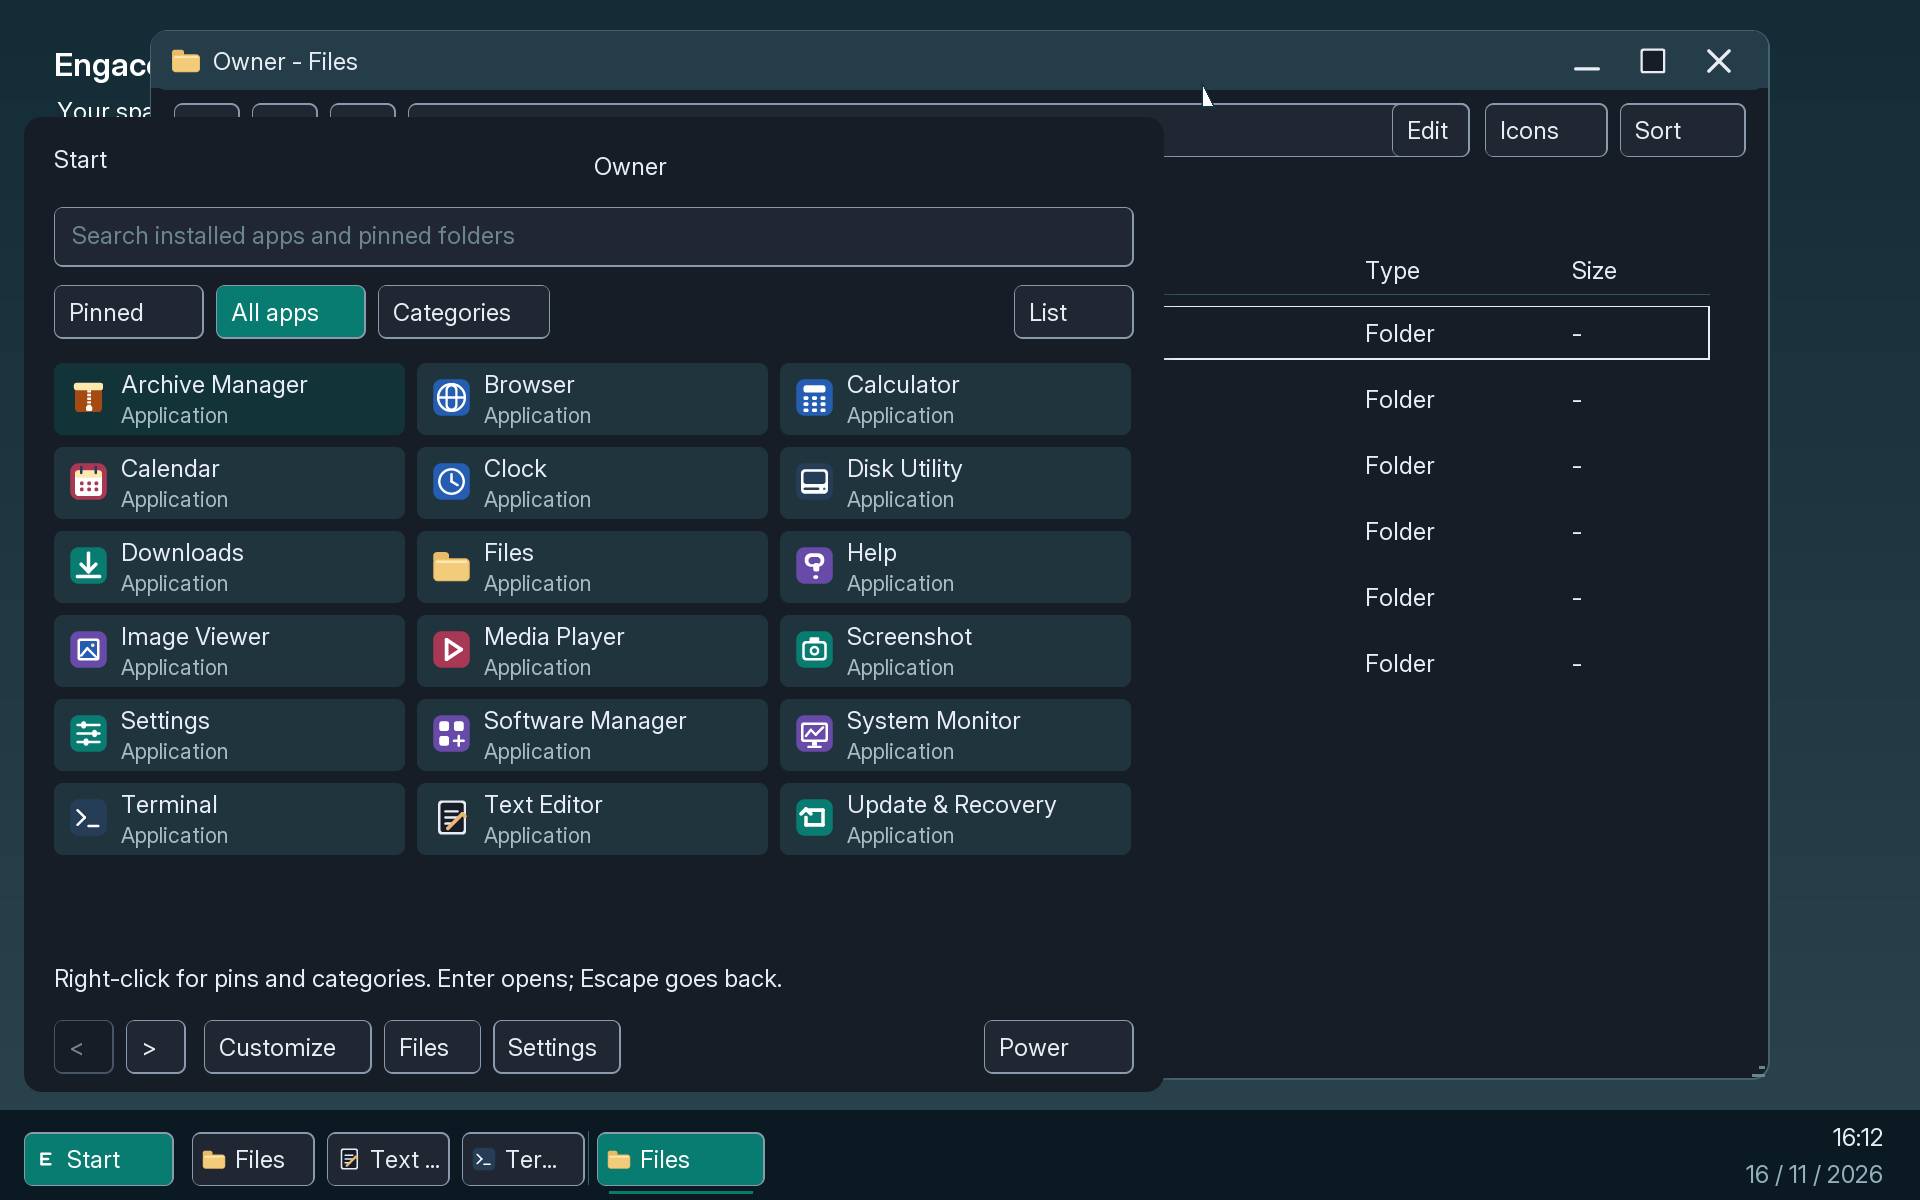 Owner - Files
Edit
Icons
Sort
Start
Owner
Search installed apps and pinned folders
Pinned
All apps
Categories
List
Type
Size
Archive Manager
Application
Browser
Application
Calculator
Application
Calendar
Application
Clock
Application
Disk Utility
Application
Downloads
Application
Files
Application
Help
Application
Image Viewer
Application
Media Player
Application
Screenshot
Application
Settings
Application
Software Manager
Application
System Monitor
Application
Terminal
Application
Text Editor
Application
Update & Recovery
Application
Folder -
Folder -
Folder -
Folder -
Folder -
Folder -
Right-click for pins and categories. Enter opens; Escape goes back.
<
>
Customize
Files
Settings
Power
Start
Files
Text ...
Ter...
Files
16:12
16 / 11 / 2026